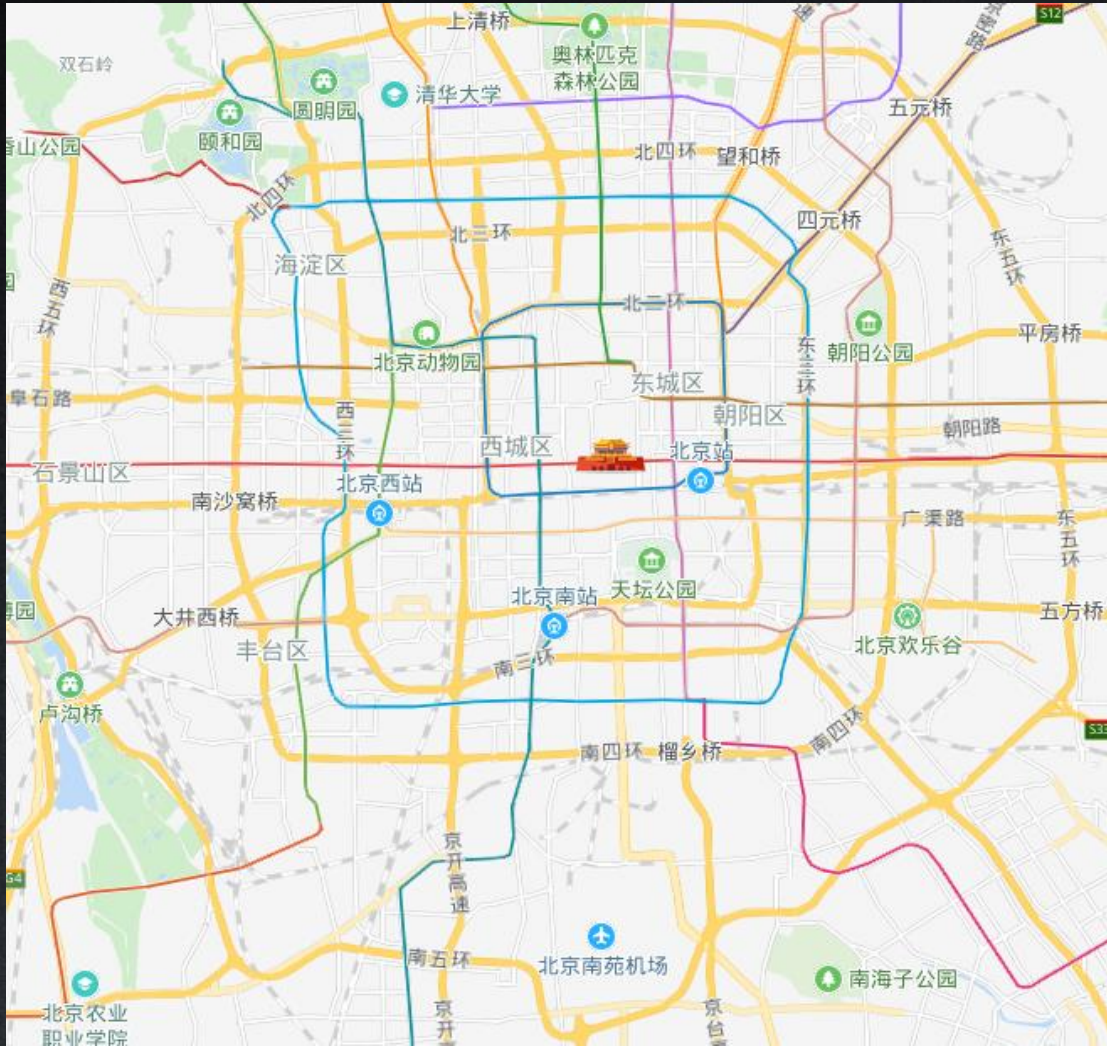 S12
上清桥
奥林匹克
森林公园
双石岭
圆明园
清华大学
五元桥
颐和园
香山公园
北四环
望和桥
北四环
四元桥
北三环
东五环
海淀区
西五环
北二环
平房桥
北京动物园
东三环
朝阳公园
东城区
阜石路
朝阳区
西三环
朝阳路
西城区
北京站
石景山区
北京西站
南沙窝桥
广渠路
东五环
天坛公园
北京南站
大井西桥
五方桥
北京欢乐谷
丰台区
南三环
卢沟桥
南四环
榴乡桥
南四环
京开高速
G4
北京南苑机场
南五环
南海子公园
北京农业
职业学院
京开
京台